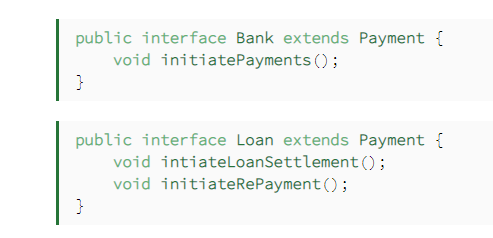 public interface Bank extends Payment {
    void initiatePayments();
}
public interface Loan extends Payment {
    void intiateLoanSettlement();
    void initiateRePayment();
}